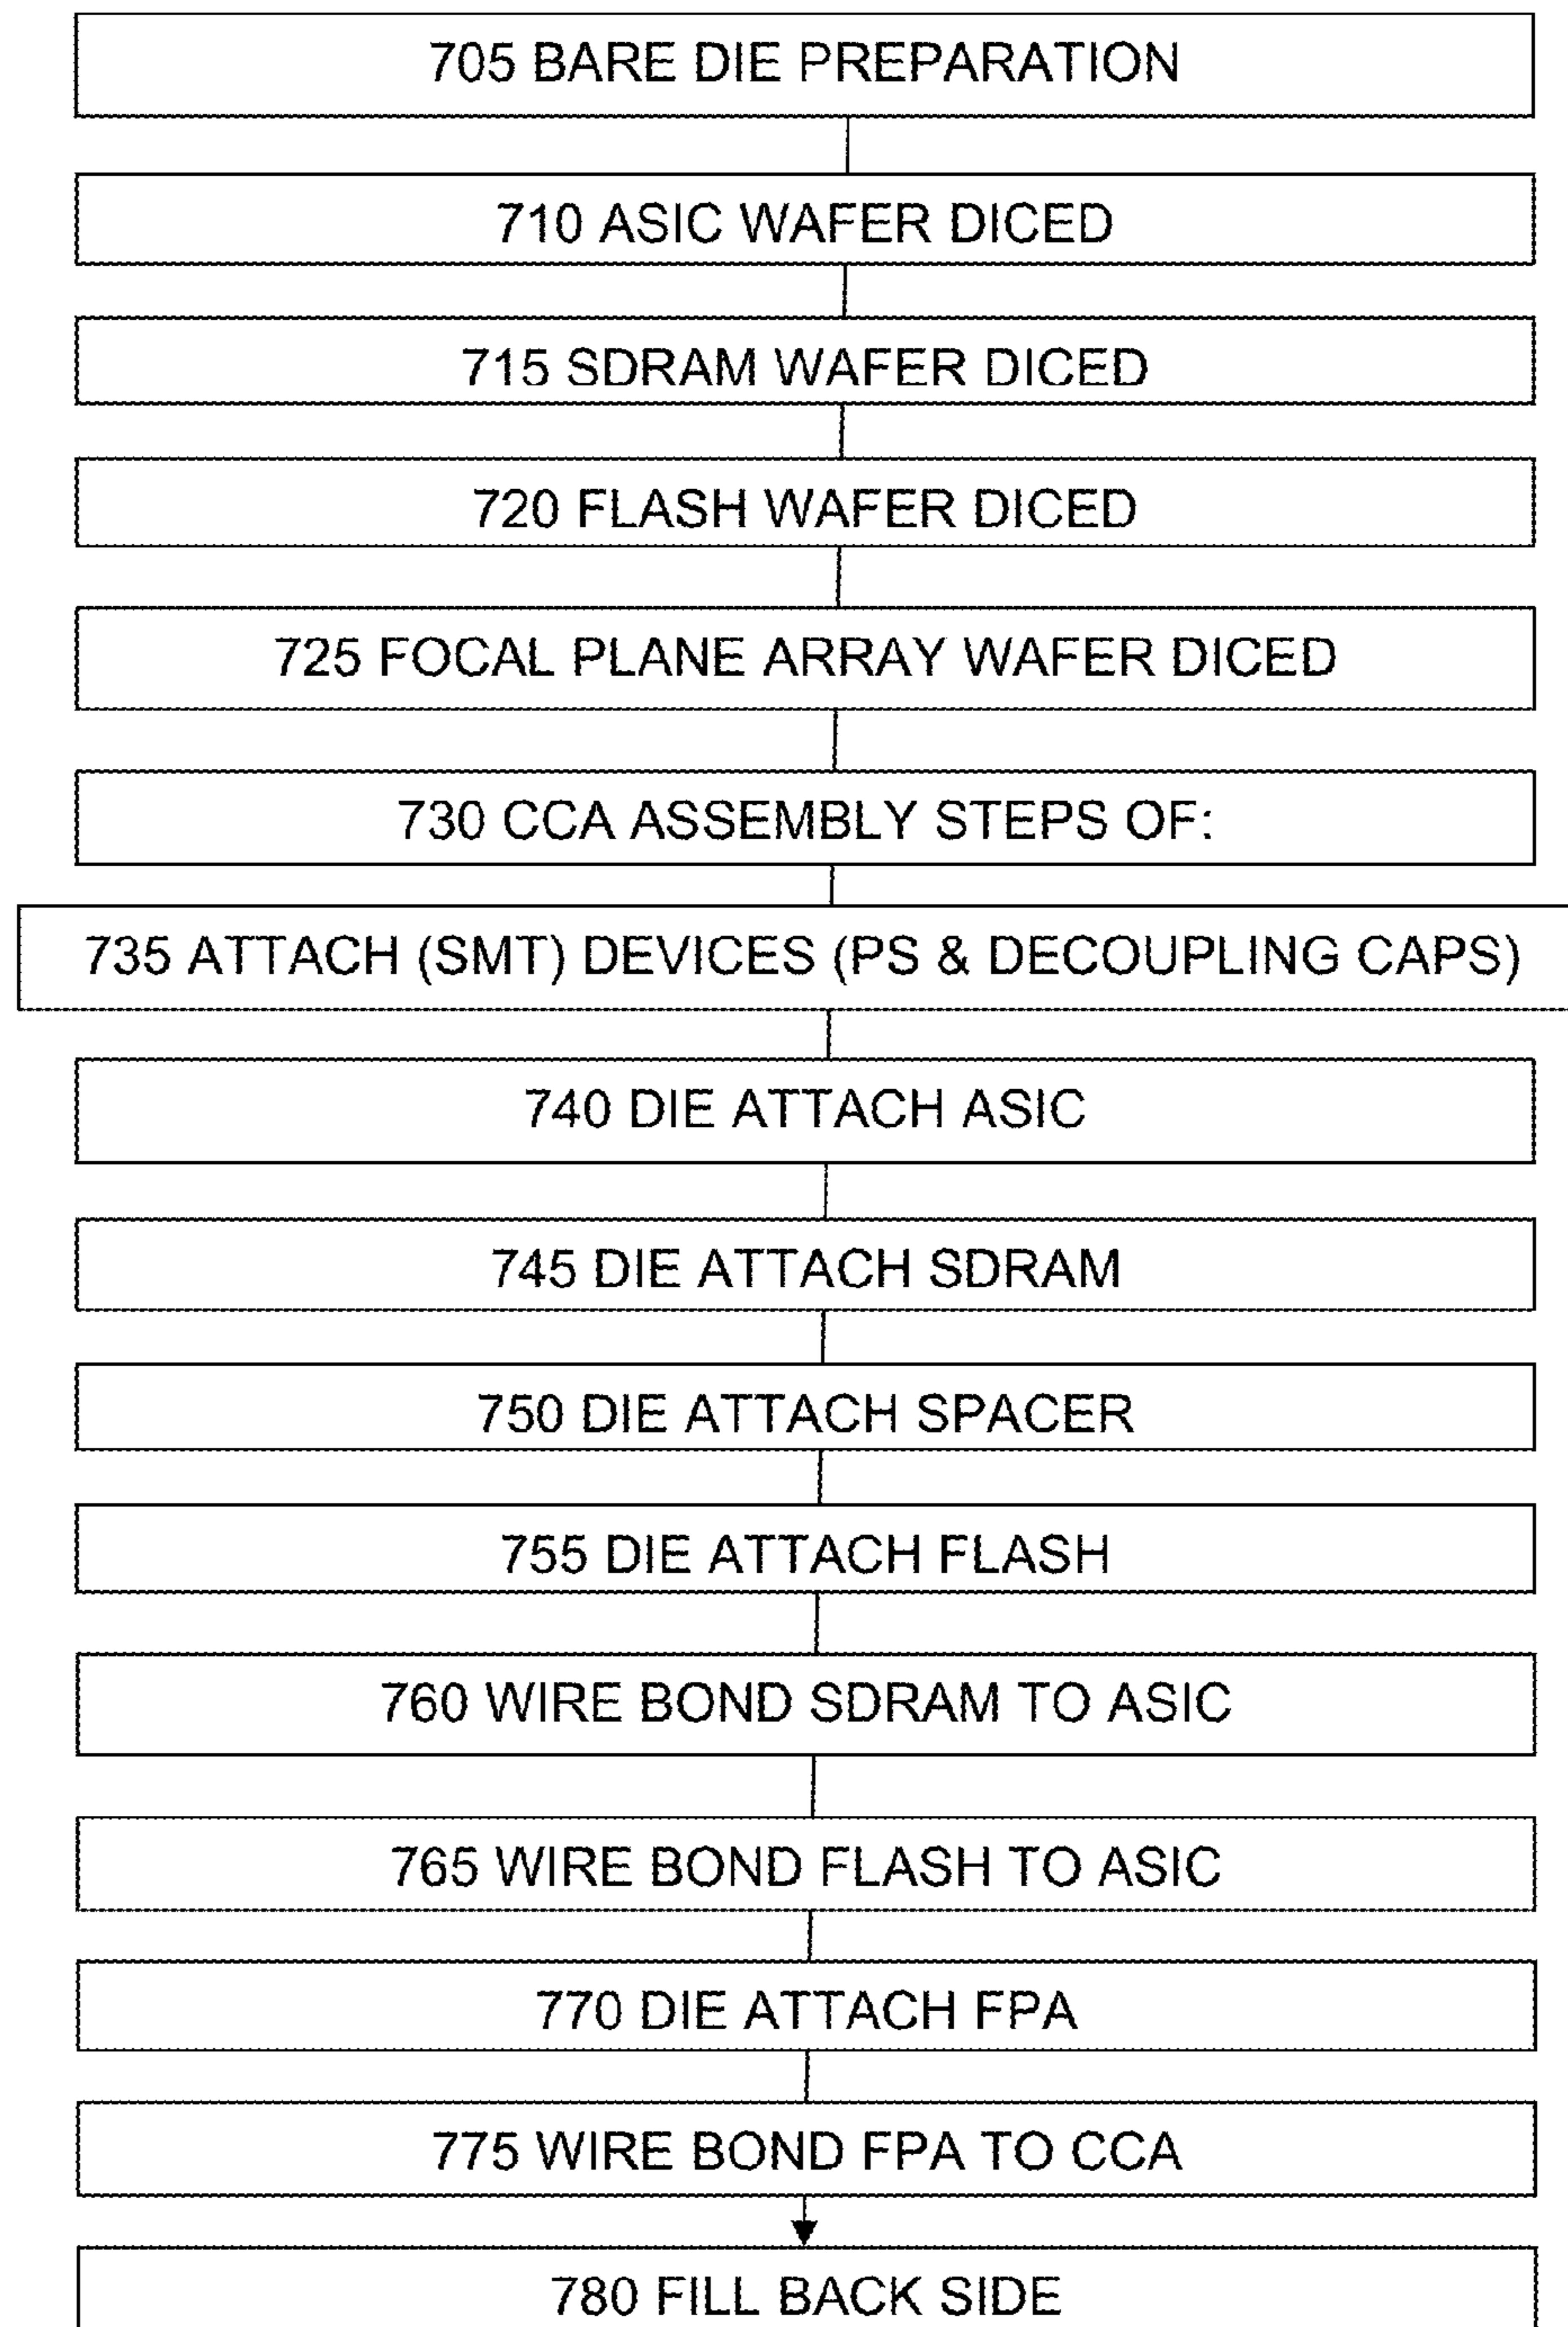 705 BARE DIE PREPARATION
710 ASIC WAFER DICED
715 SDRAM WAFER DICED
720 FLASH WAFER DICED
725 FOCAL PLANE ARRAY WAFER DICED
730 CCA ASSEMBLY STEPS OF:
735 ATTACH (SMT) DEVICES (PS & DECOUPLING CAPS)
740 DIE ATTACH ASIC
745 DIE ATTACH SDRAM
750 DIE ATTACH SPACER
755 DIE ATTACH FLASH
760 WIRE BOND SDRAM TO ASIC
765 WIRE BOND FLASH TO ASIC
770 DIE ATTACH FPA
775 WIRE BOND FPA TO CCA
780 FILL BACK SIDE